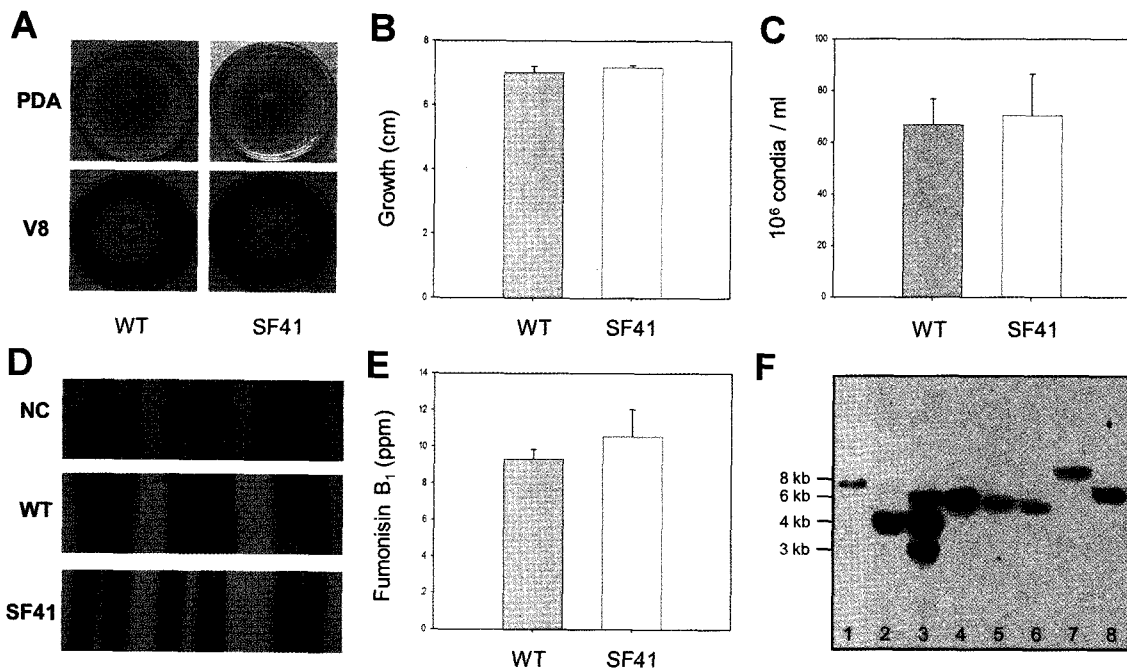 A
PDA
V8
WT SF41
B
Growth (cm)
8
6
4
2
0
WT SF41
C
10⁶ condia / ml
100
80
60
40
20
0
WT SF41
D
NC
WT
SF41
E
Fumonisin B₁ (ppm)
14
12
10
8
6
4
2
0
WT SF41
F
8 kb
6 kb
4 kb
3 kb
1 2 3 4 5 6 7 8